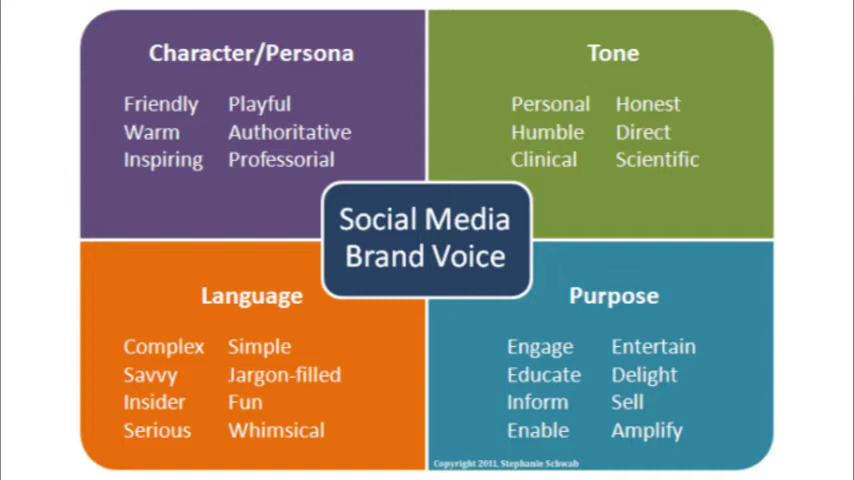 Character/Persona
Friendly Playful
Warm Authoritative
Inspiring Professorial
Tone
Personal Honest
Humble Direct
Clinical Scientific
Social Media
Brand Voice
Language
Complex Simple
Savvy Jargon-filled
Insider Fun
Serious Whimsical
Purpose
Engage Entertain
Educate Delight
Inform Sell
Enable Amplify
Copyright 2011, Stephanie Schwab